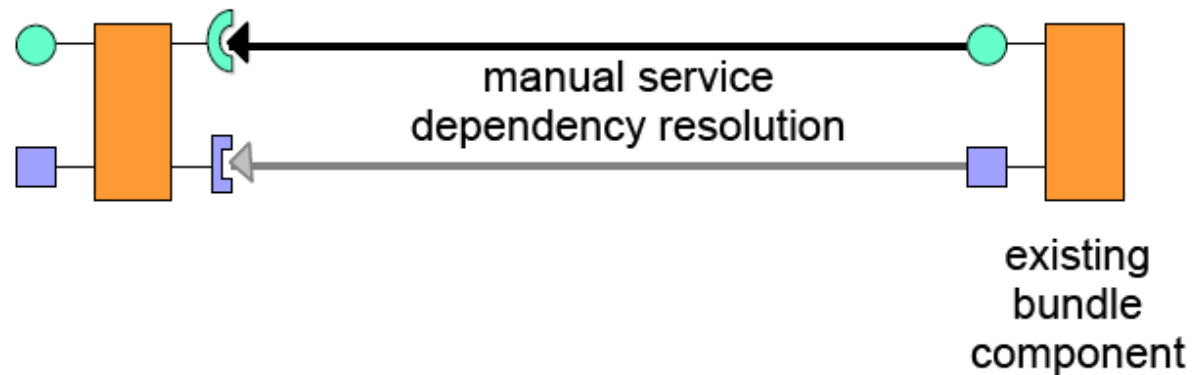 manual service
dependency resolution
existing
bundle
component